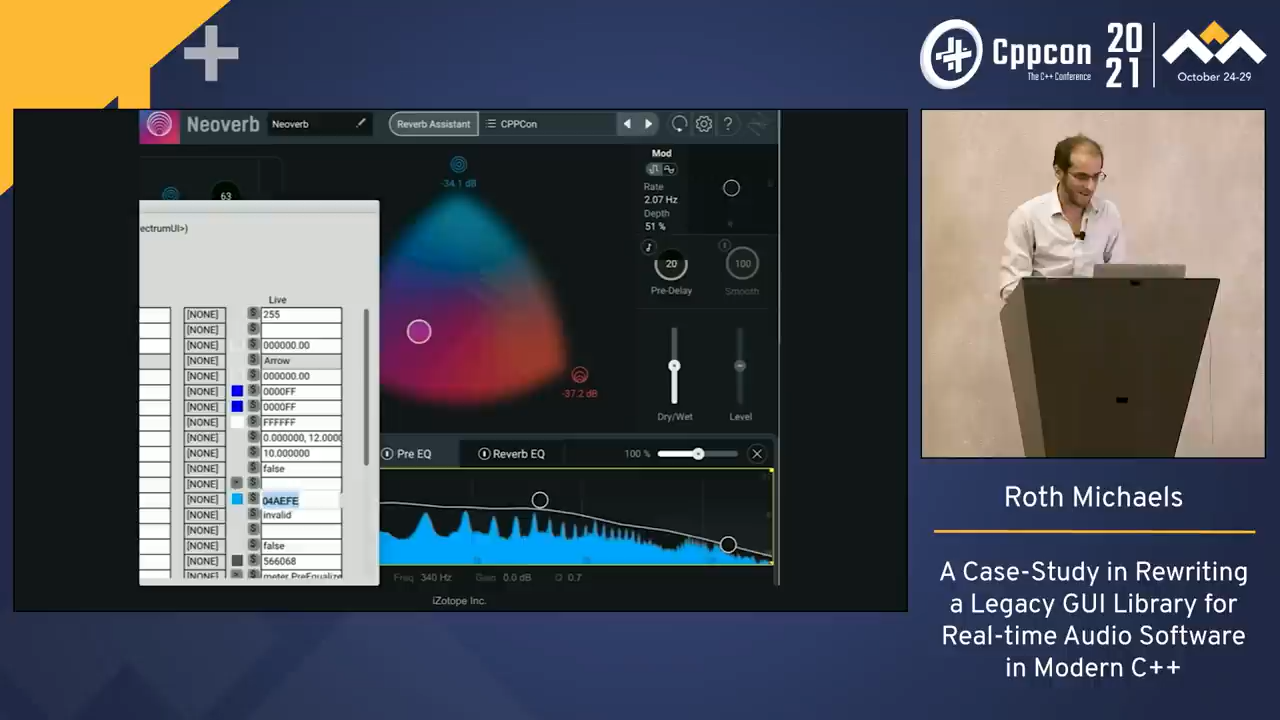 Cppcon
The C++ Conference
20
21
October 24-29
Neoverb
Neoverb
Reverb Assistant
CPPCon
?
-34.1 dB
63
Mod
Rate
2.07 Hz
Depth
51 %
20
Pre-Delay
100
Smooth
-37.2 dB
Dry/Wet
Level
ectrumUI>)
Live
[NONE] S 255
[NONE] S
[NONE] S 000000.00
[NONE] S Arrow
[NONE] S 000000.00
[NONE] S 0000FF
[NONE] S 0000FF
[NONE] S FFFFFF
[NONE] S 0.000000, 12.0000
[NONE] S 10.000000
[NONE] S false
[NONE] S
[NONE] S 04AEFE
[NONE] S invalid
[NONE] S
[NONE] S false
[NONE] S 566068
[NONE] S meter PreEqualize
Pre EQ
Reverb EQ
100 %
Freq 340 Hz Gain 0.0 dB Q 0.7
iZotope Inc.
Roth Michaels
A Case-Study in Rewriting
a Legacy GUI Library for
Real-time Audio Software
in Modern C++